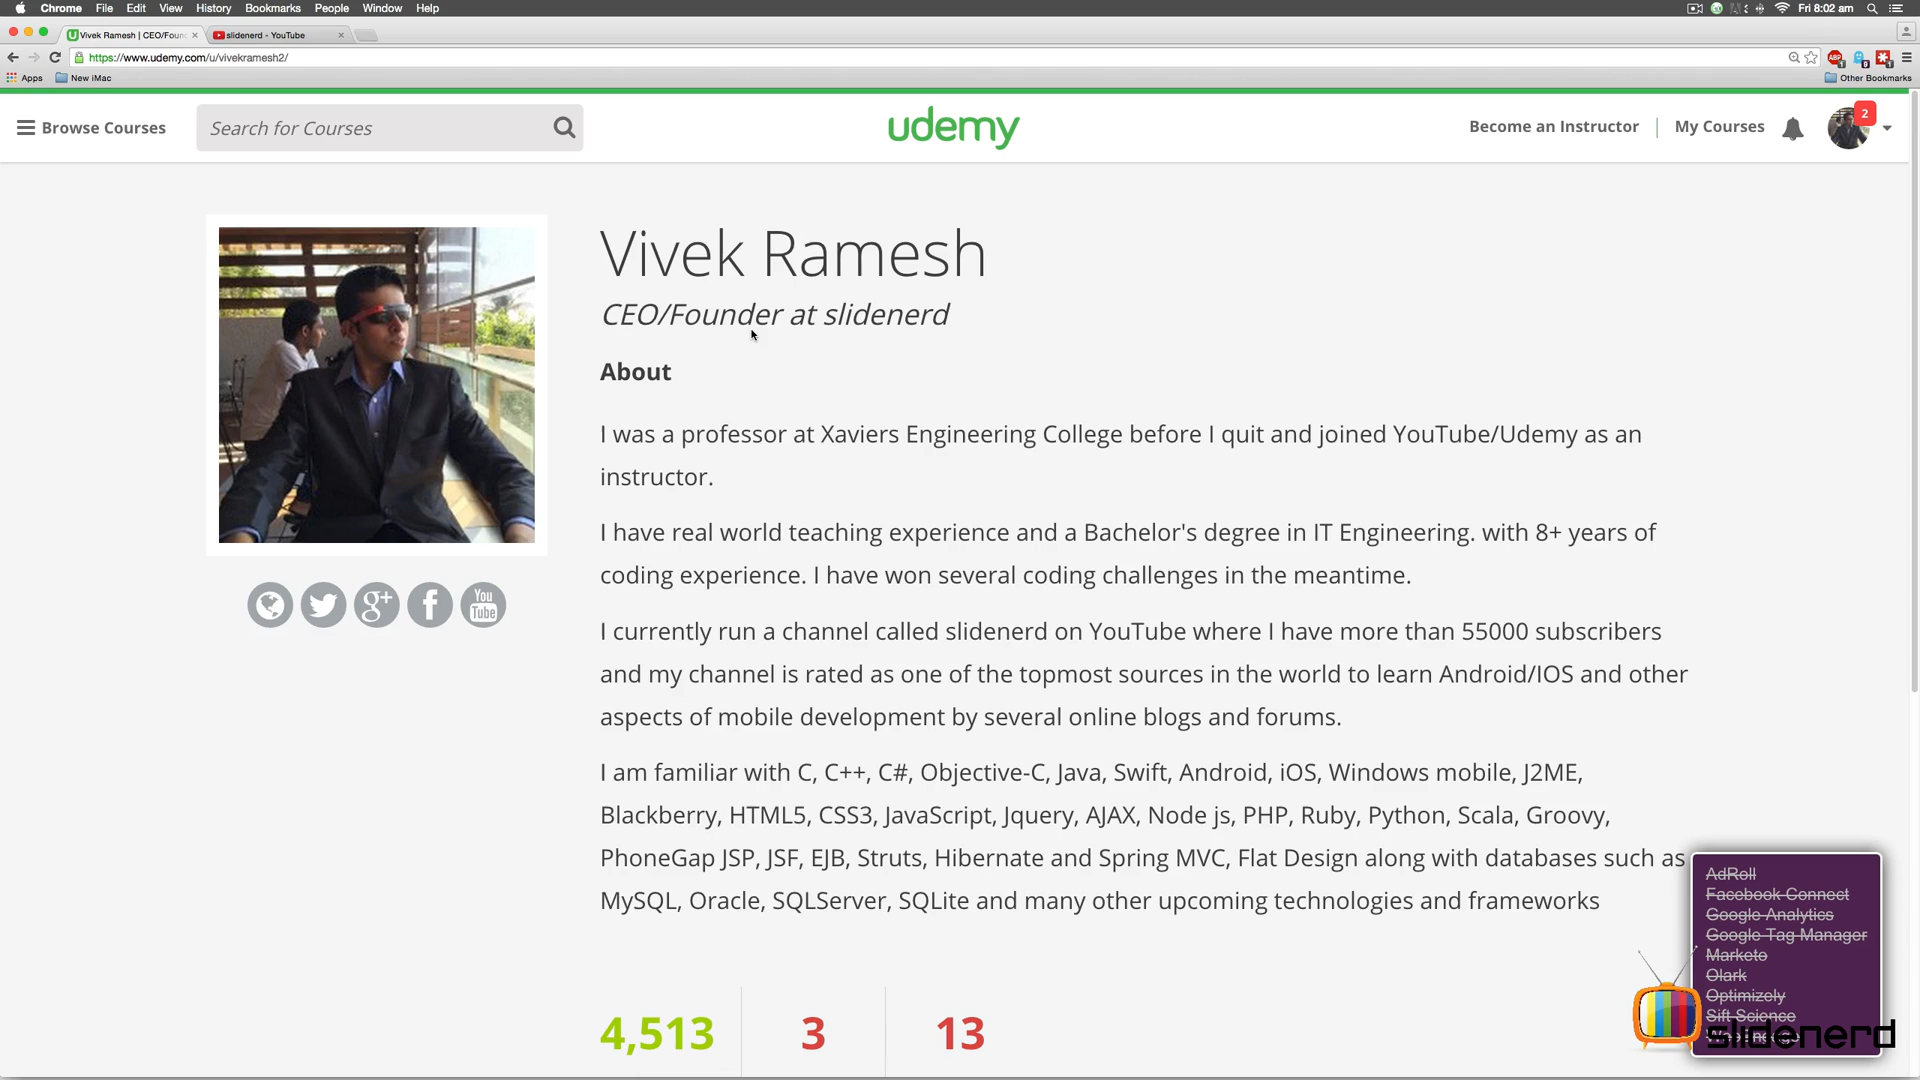 Chrome File Edit View History Bookmarks People Window Help Fri 8:02 am
Vivek Ramesh | CEO/Foun slidenerd - YouTube
https://www.udemy.com/u/vivekramesh2/
Apps New iMac Other Bookmarks
Browse Courses Search for Courses udemy Become an Instructor My Courses 2
Vivek Ramesh
CEO/Founder at slidenerd
About
I was a professor at Xaviers Engineering College before I quit and joined YouTube/Udemy as an
instructor.
I have real world teaching experience and a Bachelor's degree in IT Engineering. with 8+ years of
coding experience. I have won several coding challenges in the meantime.
You
Tube
I currently run a channel called slidenerd on YouTube where I have more than 55000 subscribers
and my channel is rated as one of the topmost sources in the world to learn Android/IOS and other
aspects of mobile development by several online blogs and forums.
I am familiar with C, C++, C#, Objective-C, Java, Swift, Android, iOS, Windows mobile, J2ME,
Blackberry, HTML5, CSS3, JavaScript, Jquery, AJAX, Node js, PHP, Ruby, Python, Scala, Groovy,
PhoneGap JSP, JSF, EJB, Struts, Hibernate and Spring MVC, Flat Design along with databases such as
MySQL, Oracle, SQLServer, SQLite and many other upcoming technologies and frameworks
4,513 3 13
AdRoll
Facebook Connect
Google Analytics
Google Tag Manager
Marketo
Olark
Optimizely
Sift Science
slidenerd